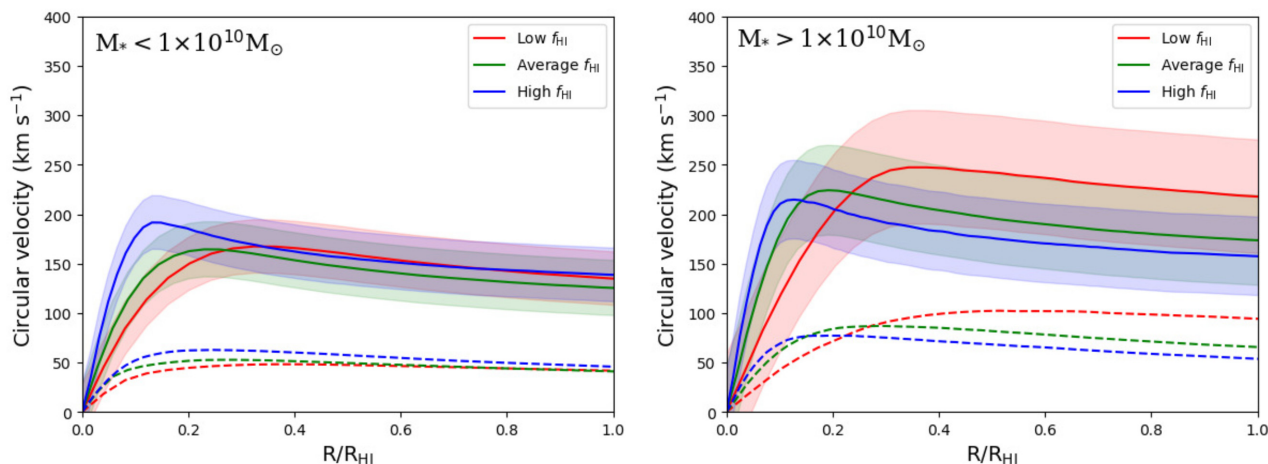 M* < 1×10¹⁰M☉
Low fHI
Average fHI
High fHI
Circular velocity (km s⁻¹)
400
350
300
250
200
150
100
50
0
0.0 0.2 0.4 0.6 0.8 1.0
R/RHI
M* > 1×10¹⁰M☉
Low fHI
Average fHI
High fHI
Circular velocity (km s⁻¹)
400
350
300
250
200
150
100
50
0
0.0 0.2 0.4 0.6 0.8 1.0
R/RHI